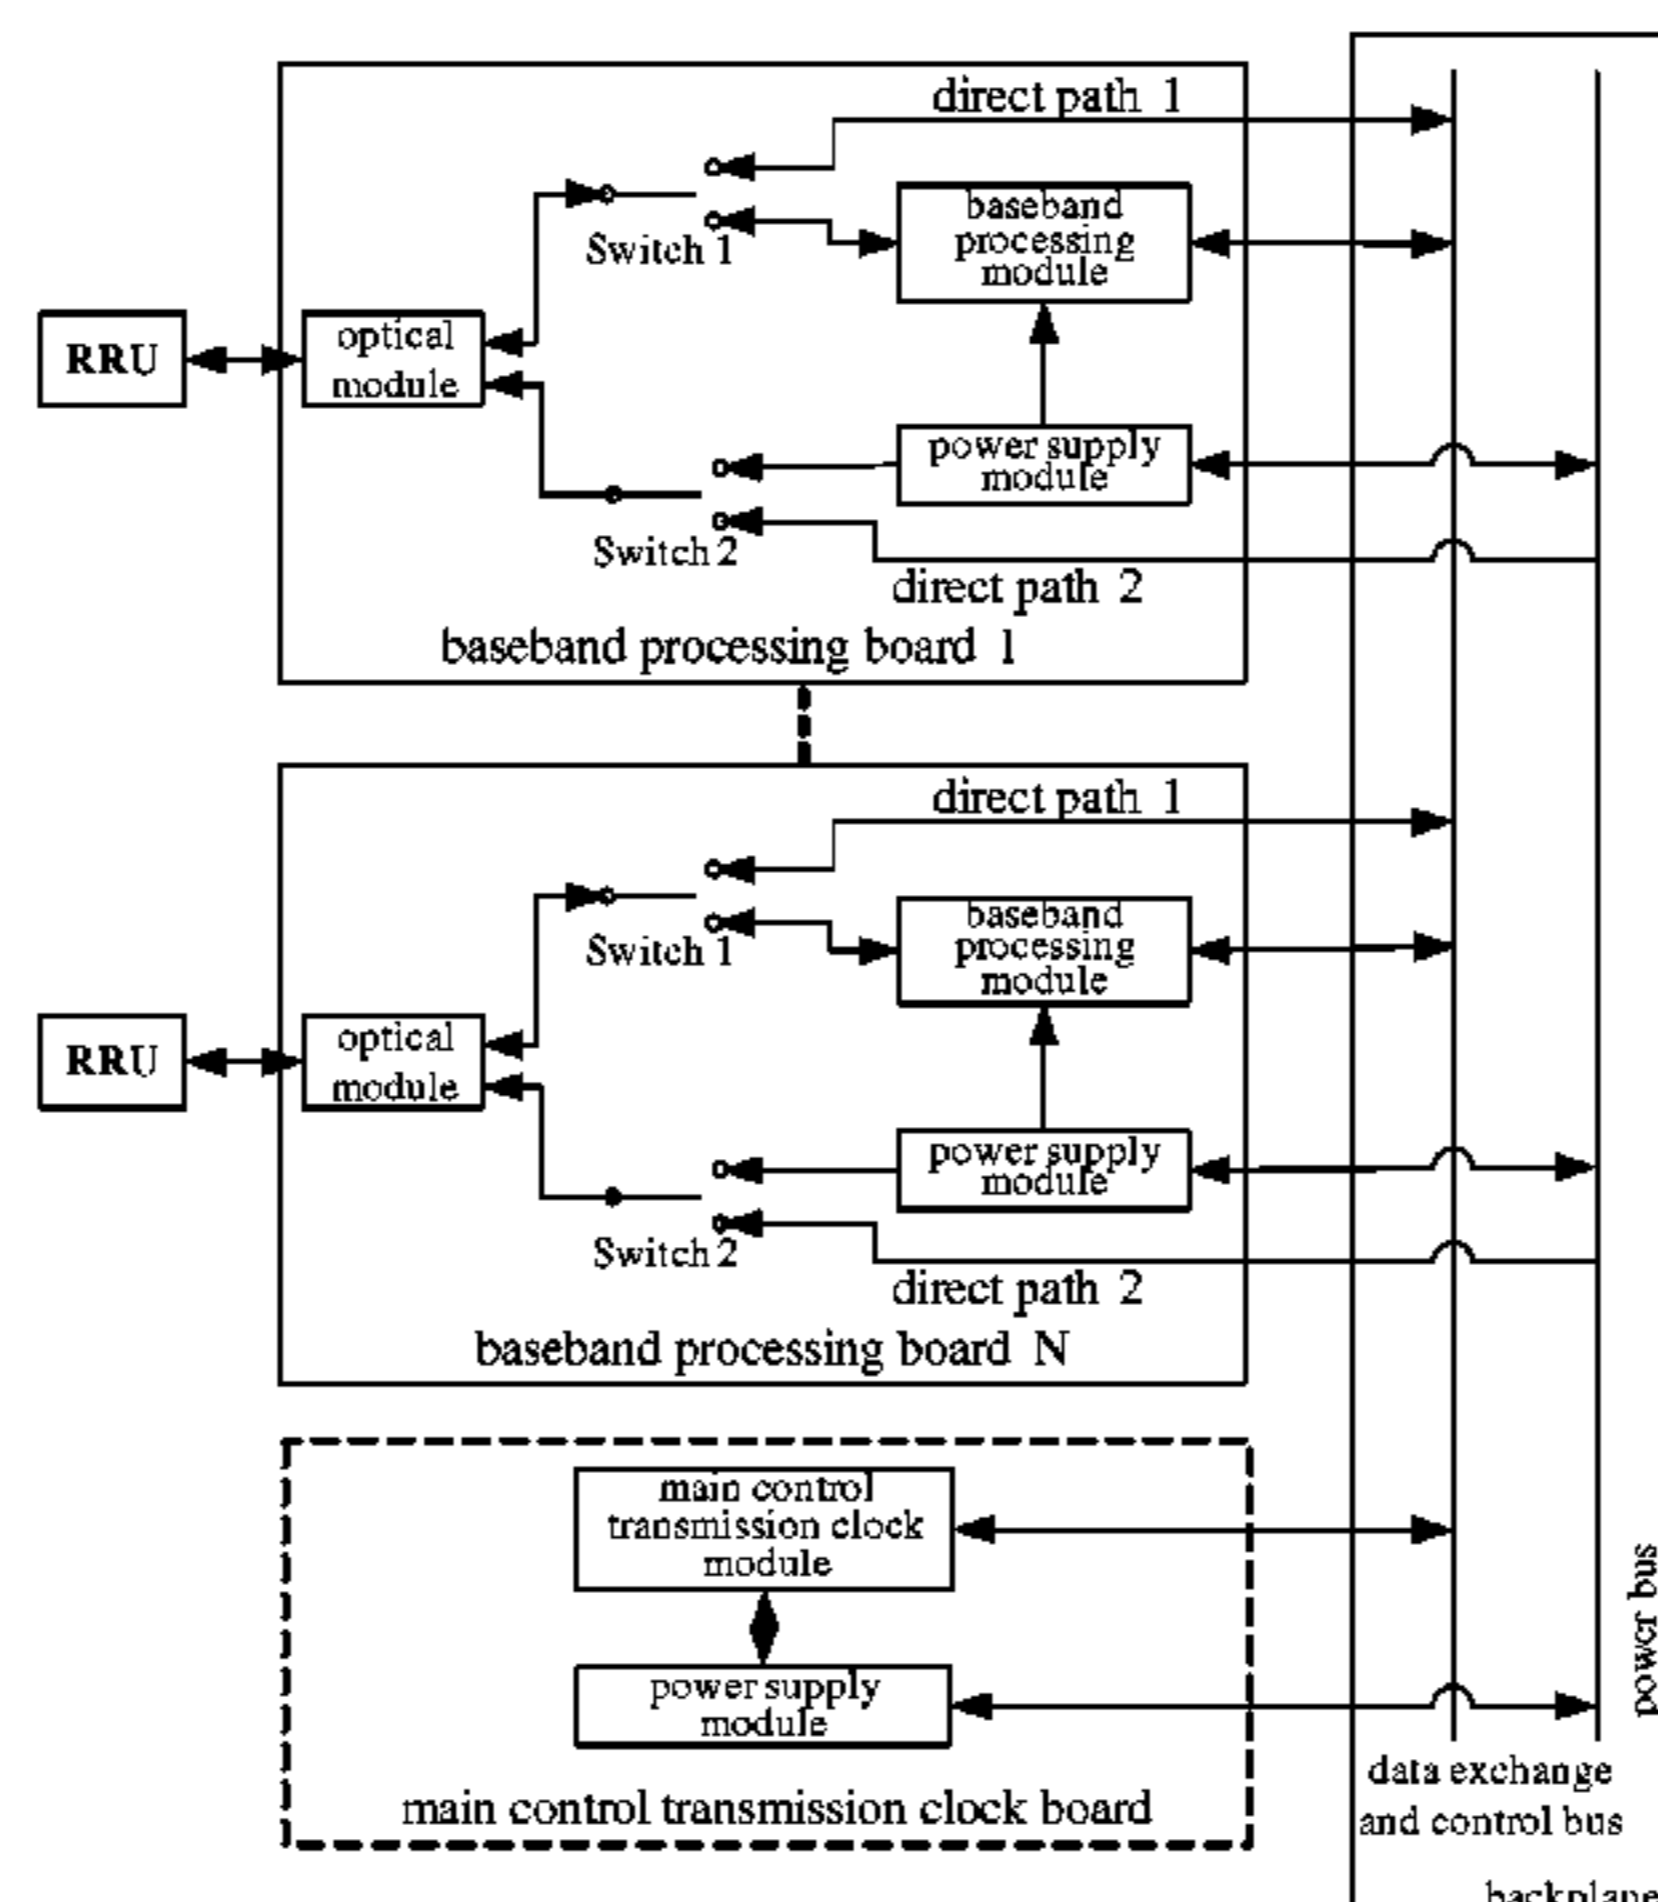 direct path 1
baseband
processing
module
Switch 1
RRU
optical
module
power supply
module
Switch 2
direct path 2
baseband processing board 1
direct path 1
baseband
processing
module
Switch 1
RRU
optical
module
power supply
module
Switch 2
direct path 2
baseband processing board N
main control
transmission clock
module
power bus
power supply
module
data exchange
and control bus
main control transmission clock board
backplane